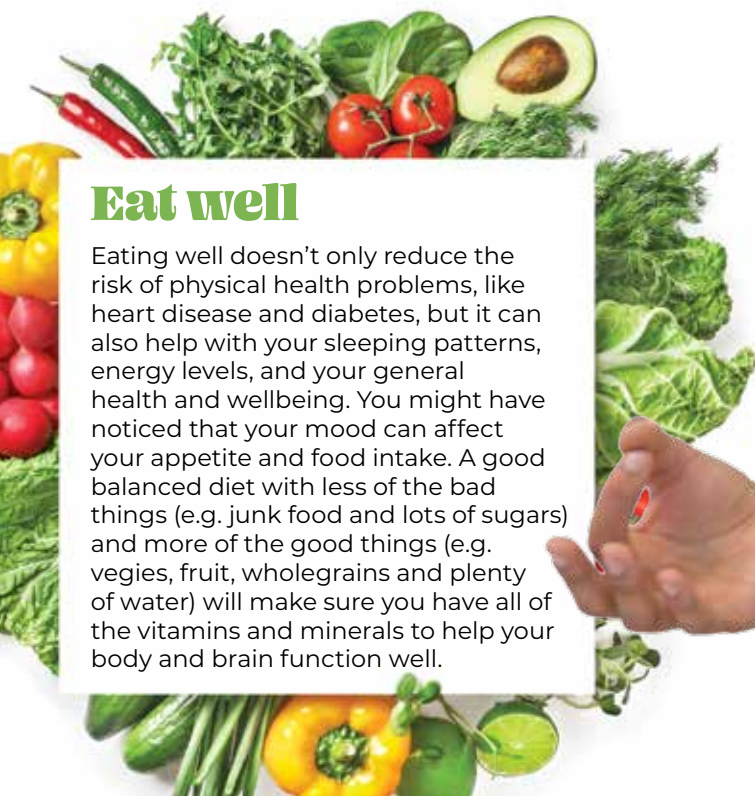 Eat well
Eating well doesn’t only reduce the
risk of physical health problems, like
heart disease and diabetes, but it can
also help with your sleeping patterns,
energy levels, and your general
health and wellbeing. You might have
noticed that your mood can affect
your appetite and food intake. A good
balanced diet with less of the bad
things (e.g. junk food and lots of sugars)
and more of the good things (e.g.
vegies, fruit, wholegrains and plenty
of water) will make sure you have all of
the vitamins and minerals to help your
body and brain function well.